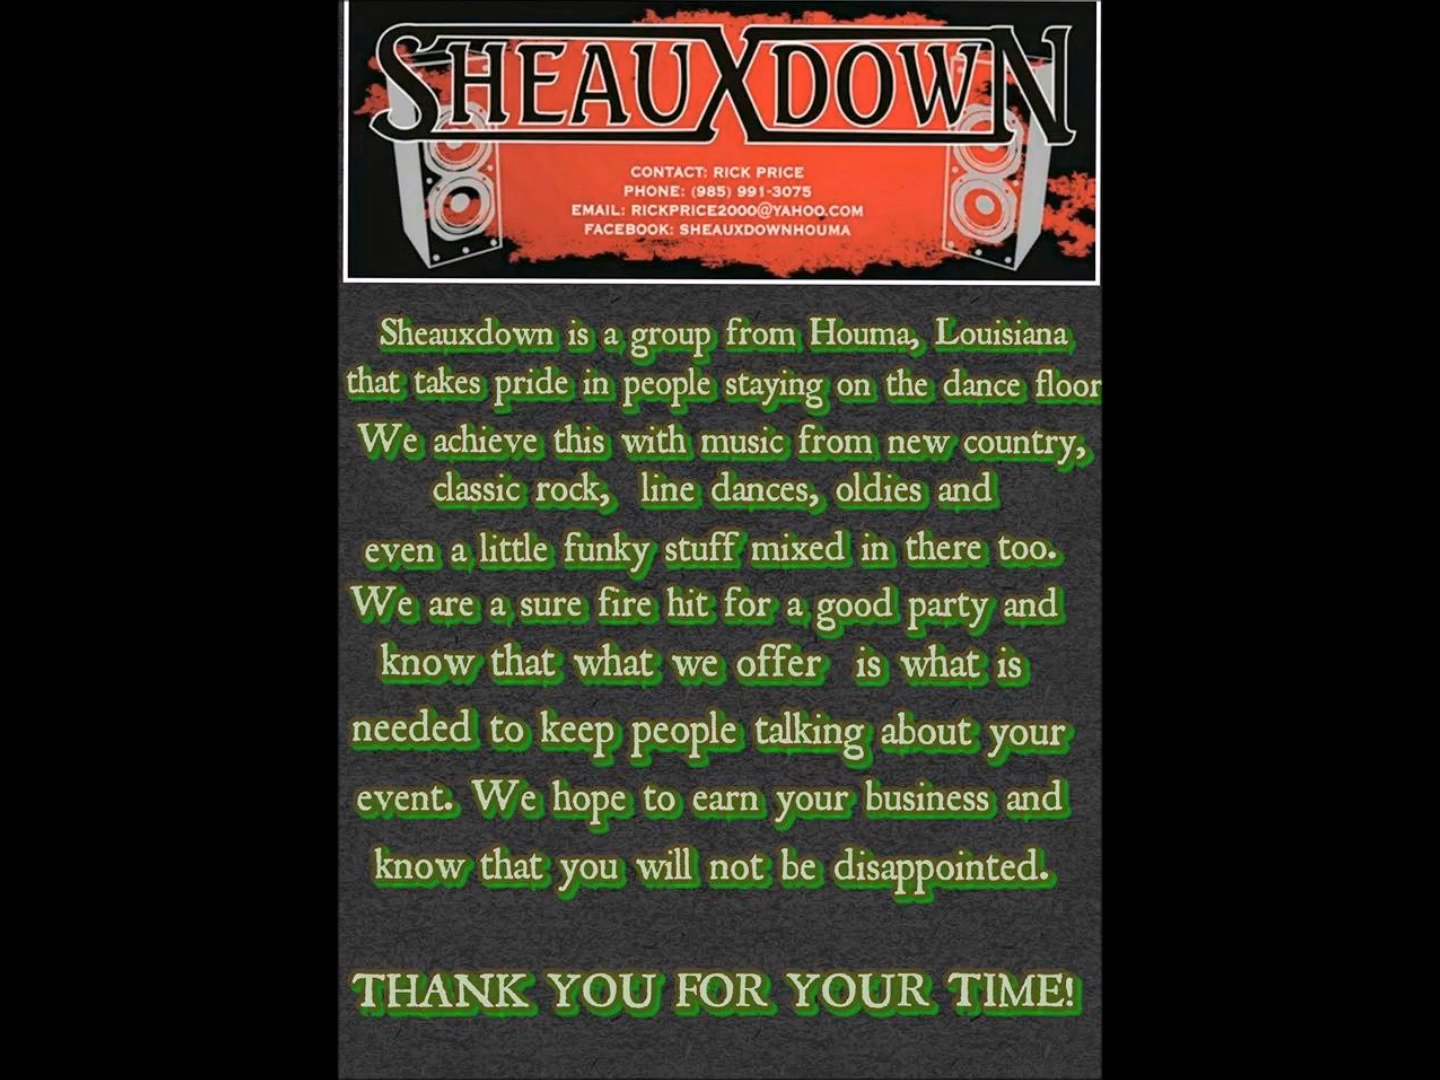 SHEAUXDOWN
CONTACT: RICK PRICE
PHONE: (985) 991-3075
EMAIL: RICKPRICE2000@YAHOO.COM
FACEBOOK: SHEAUXDOWNHOUMA
Sheauxdown is a group from Houma, Louisiana
that takes pride in people staying on the dance floor
We achieve this with music from new country,
classic rock, line dances, oldies and
even a little funky stuff mixed in there too.
We are a sure fire hit for a good party and
know that what we offer is what is
needed to keep people talking about your
event. We hope to earn your business and
know that you will not be disappointed.
THANK YOU FOR YOUR TIME!